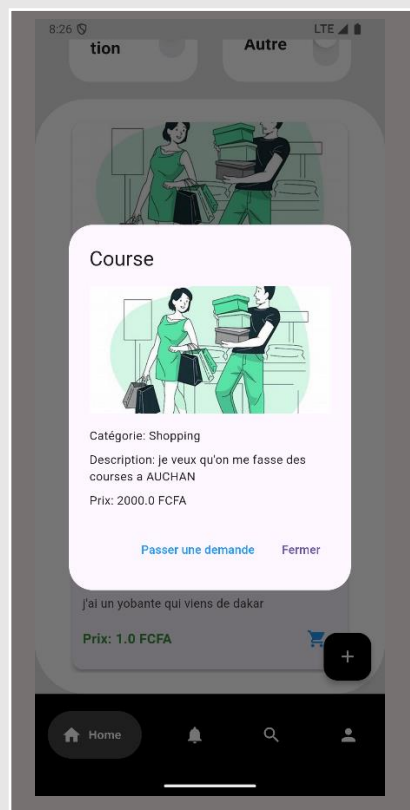 8:26 LTE
tion
Autre
Course
Catégorie: Shopping
Description: je veux qu'on me fasse des
courses a AUCHAN
Prix: 2000.0 FCFA
Passer une demande Fermer
j'ai un yobante qui viens de dakar
Prix: 1.0 FCFA
+
Home